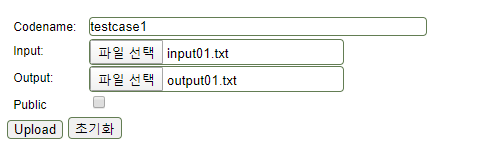 Codename: testcase1
Input: 파일 선택 input01.txt
Output: 파일 선택 output01.txt
Public
Upload 초기화